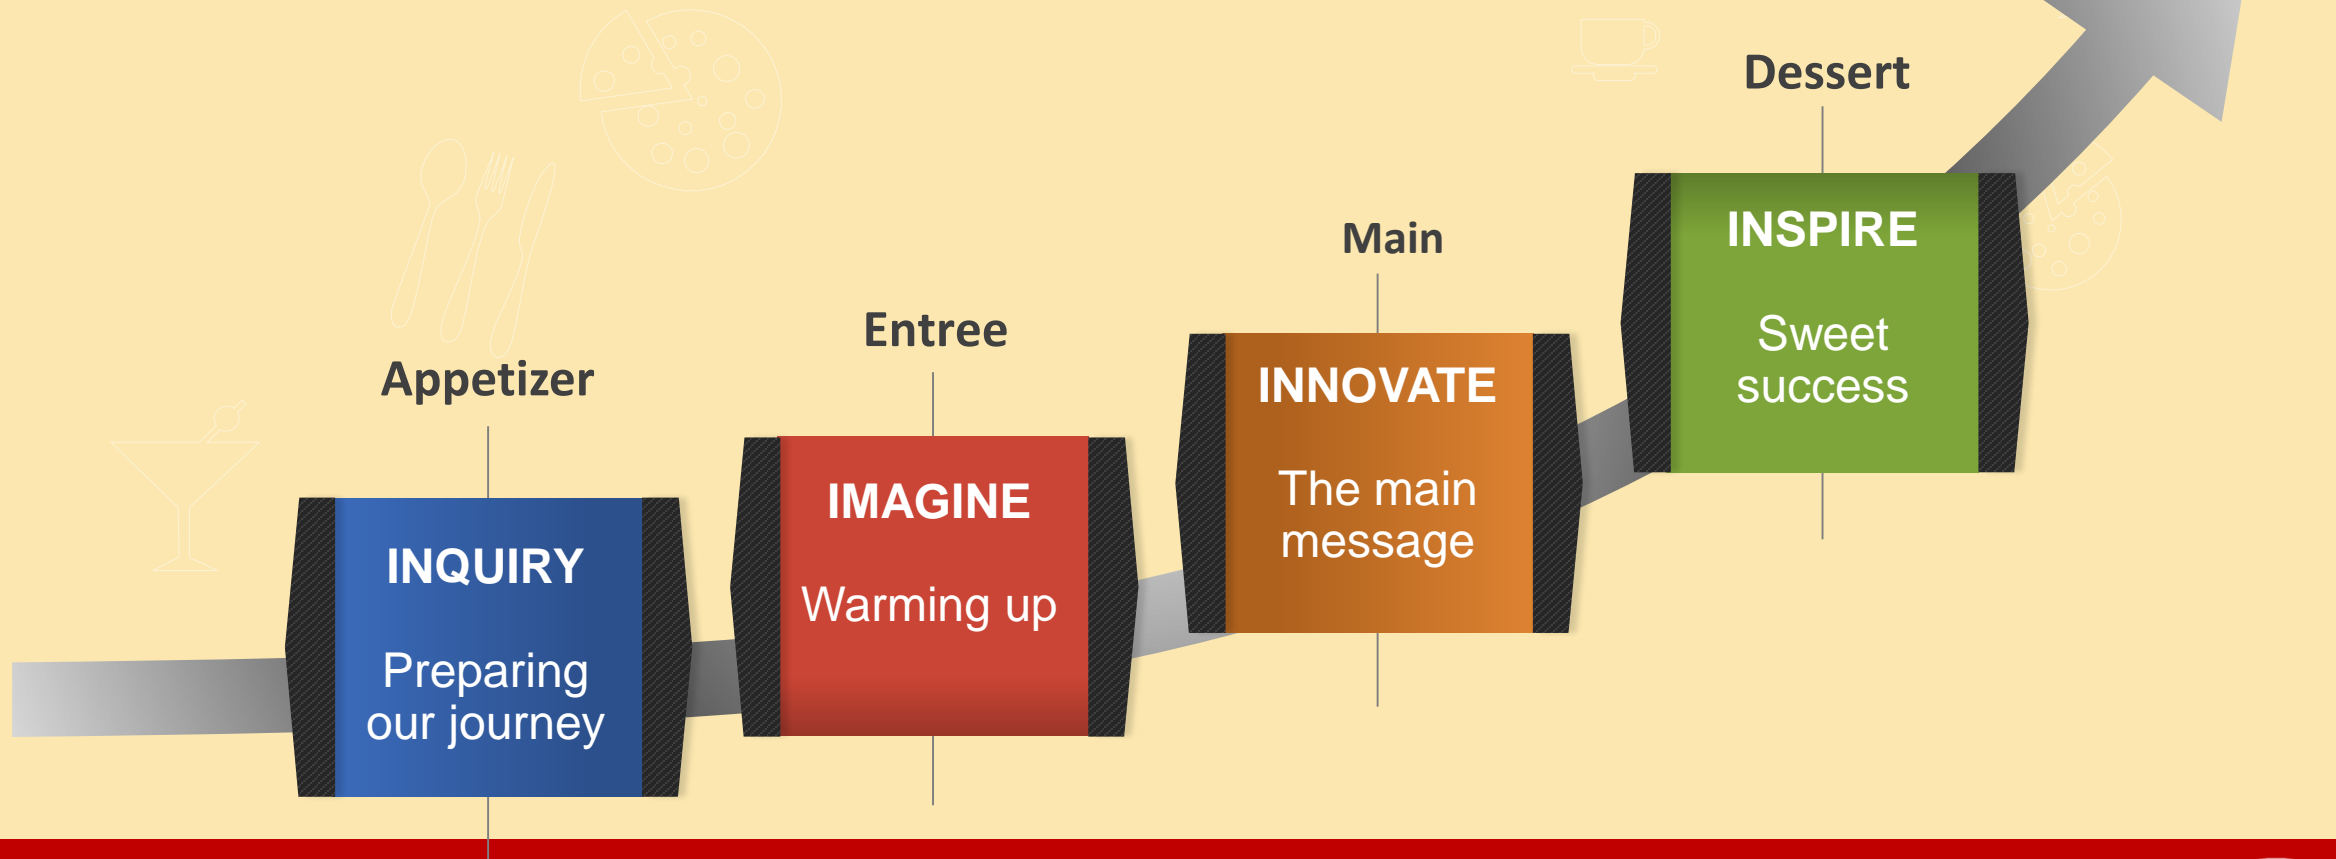 Appetizer
INQUIRY
Preparing
our journey
Entree
IMAGINE
Warming up
Main
INNOVATE
The main
message
Dessert
INSPIRE
Sweet
success